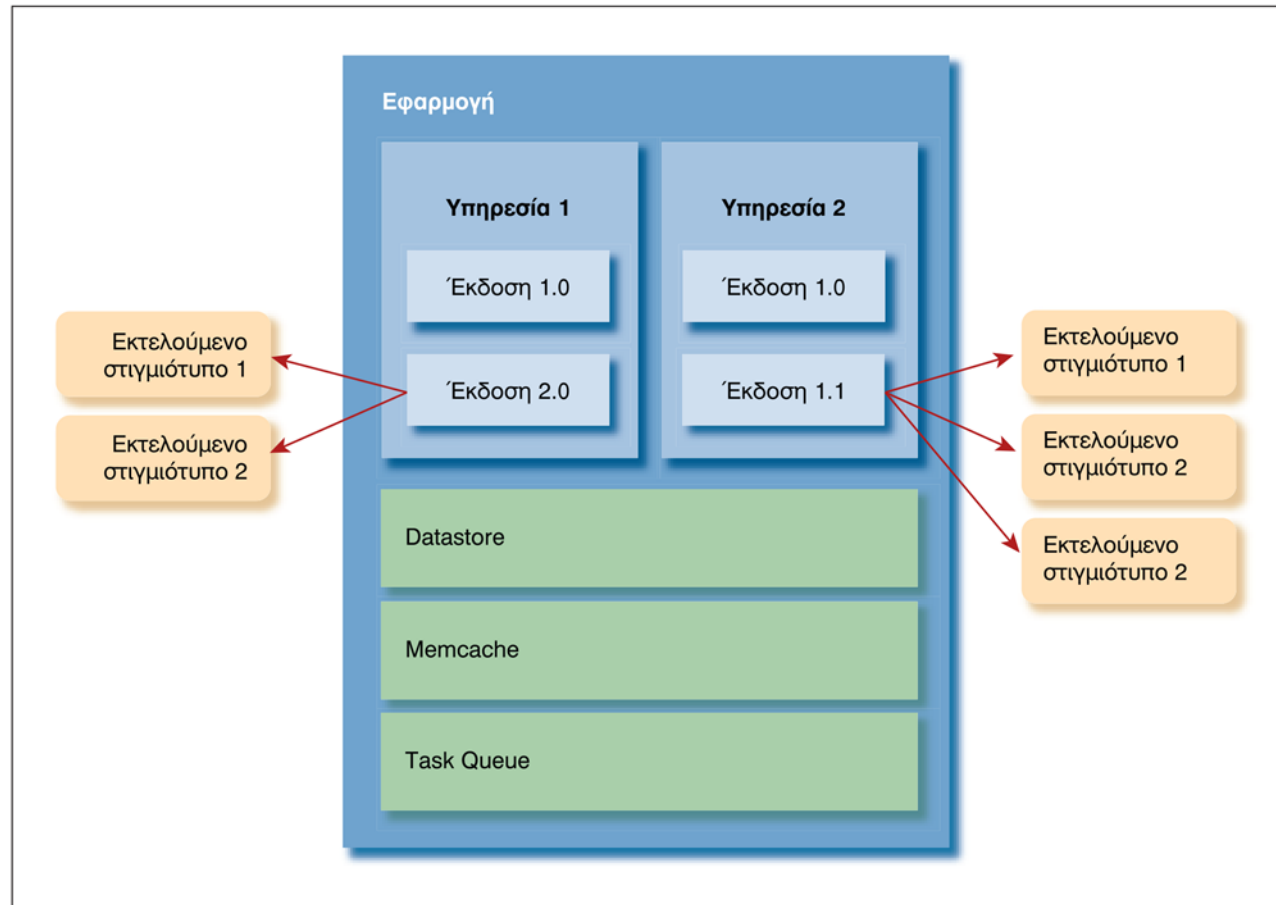 Εφαρμογή
Υπηρεσία 1
Υπηρεσία 2
Έκδοση 1.0
Έκδοση 1.0
Έκδοση 2.0
Έκδοση 1.1
Εκτελούμενο
στιγμιότυπο 1
Εκτελούμενο
στιγμιότυπο 2
Εκτελούμενο
στιγμιότυπο 1
Εκτελούμενο
στιγμιότυπο 2
Εκτελούμενο
στιγμιότυπο 2
Datastore
Memcache
Task Queue